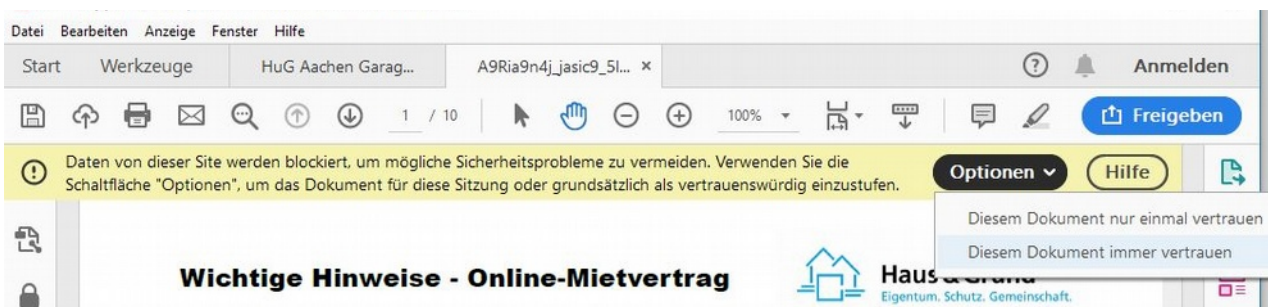 Datei Bearbeiten Anzeige Fenster Hilfe
Start Werkzeuge HuG Aachen Garag... A9Ria9n4j_jasic9_5l... × Anmelden
1 / 10 100% Freigeben
Daten von dieser Site werden blockiert, um mögliche Sicherheitsprobleme zu vermeiden. Verwenden Sie die
Schaltfläche "Optionen", um das Dokument für diese Sitzung oder grundsätzlich als vertrauenswürdig einzustufen.
Optionen Hilfe
Diesem Dokument nur einmal vertrauen
Diesem Dokument immer vertrauen
Wichtige Hinweise - Online-Mietvertrag
Haus & Grund
Eigentum. Schutz. Gemeinschaft.